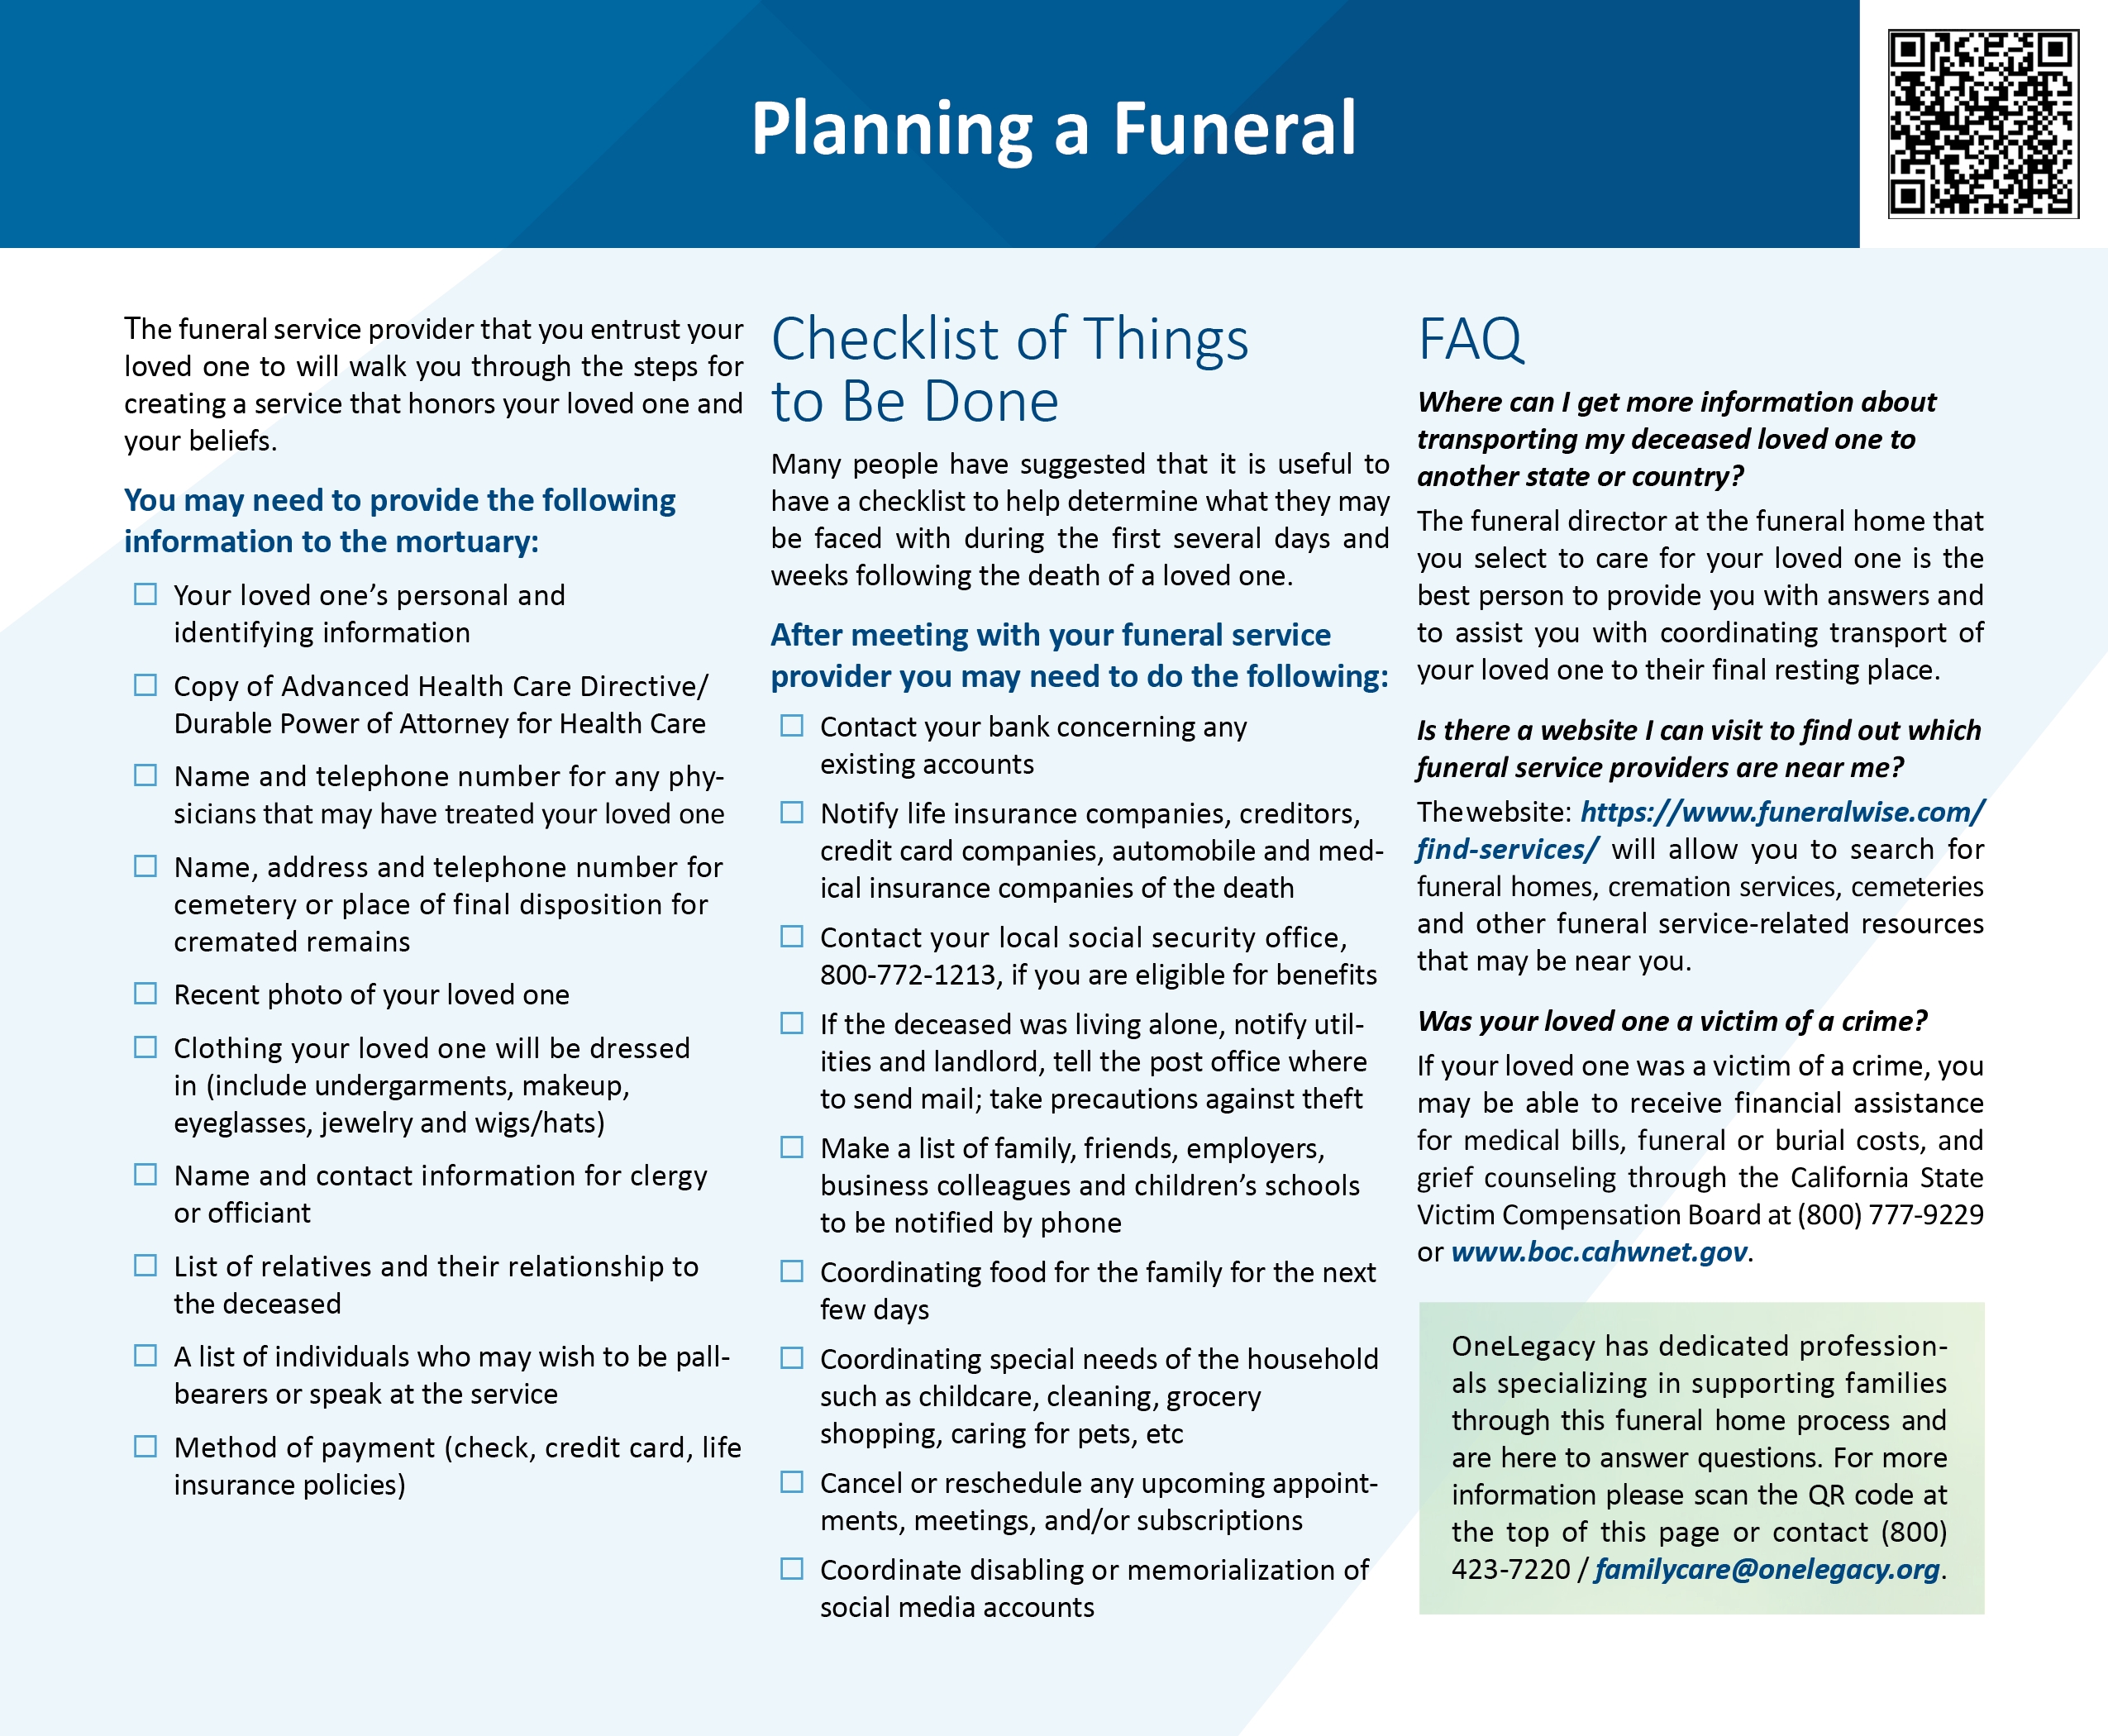 Planning a Funeral
The funeral service provider that you entrust your
loved one to will walk you through the steps for
creating a service that honors your loved one and
your beliefs.
You may need to provide the following
information to the mortuary:
Your loved one’s personal and
identifying information
Copy of Advanced Health Care Directive/
Durable Power of Attorney for Health Care
Name and telephone number for any phy-
sicians that may have treated your loved one
Name, address and telephone number for
cemetery or place of final disposition for
cremated remains
Recent photo of your loved one
Clothing your loved one will be dressed
in (include undergarments, makeup,
eyeglasses, jewelry and wigs/hats)
Name and contact information for clergy
or officiant
List of relatives and their relationship to
the deceased
A list of individuals who may wish to be pall-
bearers or speak at the service
Method of payment (check, credit card, life
insurance policies)
Checklist of Things
to Be Done
Many people have suggested that it is useful to
have a checklist to help determine what they may
be faced with during the first several days and
weeks following the death of a loved one.
After meeting with your funeral service
provider you may need to do the following:
Contact your bank concerning any
existing accounts
Notify life insurance companies, creditors,
credit card companies, automobile and med-
ical insurance companies of the death
Contact your local social security office,
800-772-1213, if you are eligible for benefits
If the deceased was living alone, notify util-
ities and landlord, tell the post office where
to send mail; take precautions against theft
Make a list of family, friends, employers,
business colleagues and children’s schools
to be notified by phone
Coordinating food for the family for the next
few days
Coordinating special needs of the household
such as childcare, cleaning, grocery
shopping, caring for pets, etc
Cancel or reschedule any upcoming appoint-
ments, meetings, and/or subscriptions
Coordinate disabling or memorialization of
social media accounts
FAQ
Where can I get more information about
transporting my deceased loved one to
another state or country?
The funeral director at the funeral home that
you select to care for your loved one is the
best person to provide you with answers and
to assist you with coordinating transport of
your loved one to their final resting place.
Is there a website I can visit to find out which
funeral service providers are near me?
The website: https://www.funeralwise.com/
find-services/ will allow you to search for
funeral homes, cremation services, cemeteries
and other funeral service-related resources
that may be near you.
Was your loved one a victim of a crime?
If your loved one was a victim of a crime, you
may be able to receive financial assistance
for medical bills, funeral or burial costs, and
grief counseling through the California State
Victim Compensation Board at (800) 777-9229
or www.boc.cahwnet.gov.
OneLegacy has dedicated profession-
als specializing in supporting families
through this funeral home process and
are here to answer questions. For more
information please scan the QR code at
the top of this page or contact (800)
423-7220 / familycare@onelegacy.org.